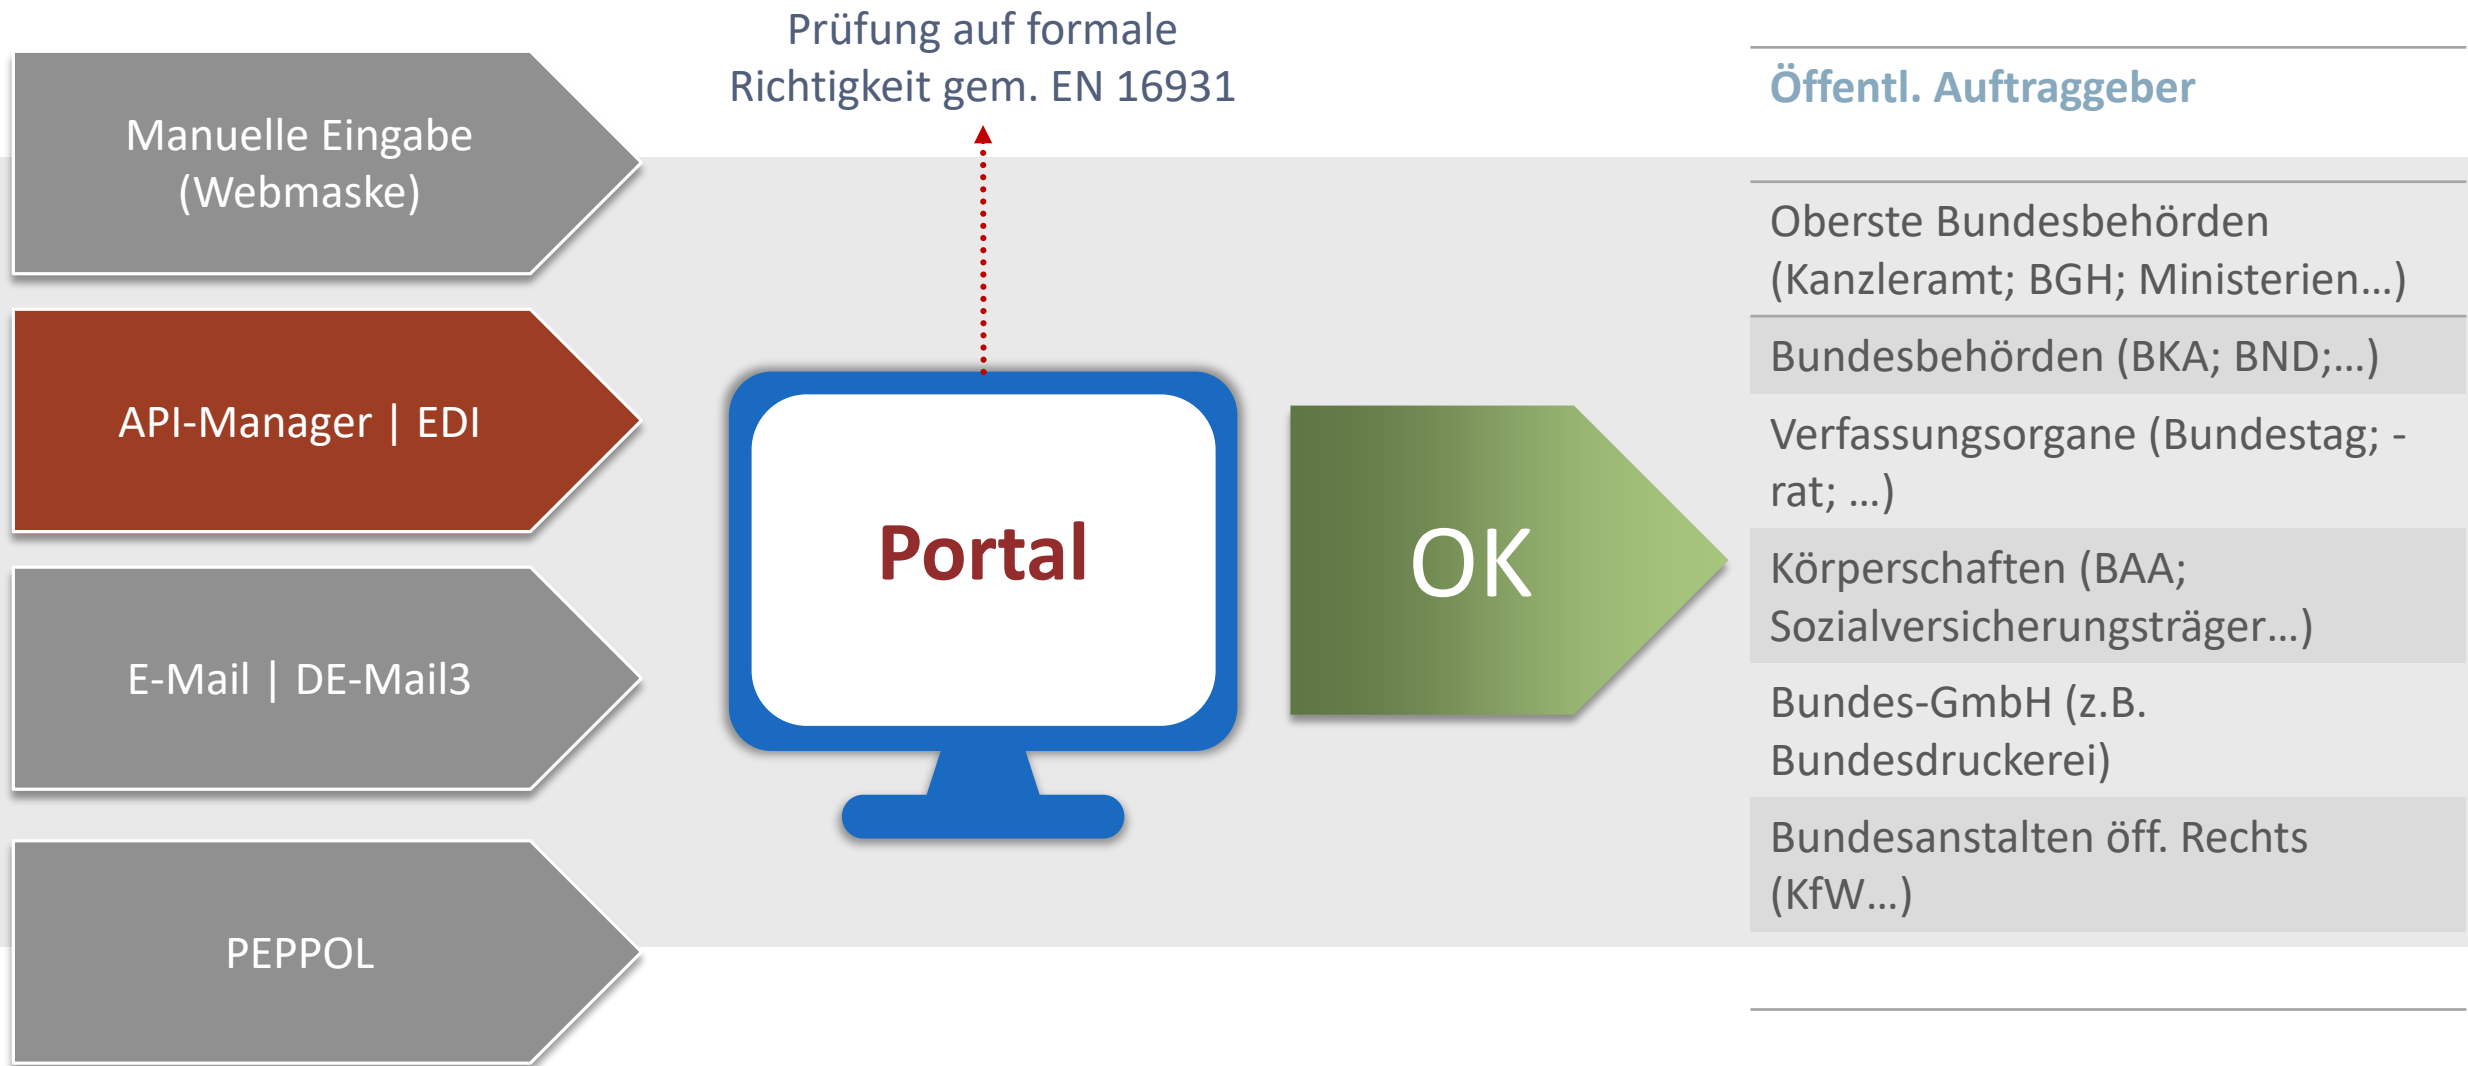 Prüfung auf formale
Richtigkeit gem. EN 16931
Manuelle Eingabe
(Webmaske)
API-Manager | EDI
E-Mail | DE-Mail3
PEPPOL
Portal
OK
Öffentl. Auftraggeber
Oberste Bundesbehörden
(Kanzleramt; BGH; Ministerien…)
Bundesbehörden (BKA; BND;…)
Verfassungsorgane (Bundestag; -
rat; …)
Körperschaften (BAA;
Sozialversicherungsträger…)
Bundes-GmbH (z.B.
Bundesdruckerei)
Bundesanstalten öff. Rechts
(KfW…)